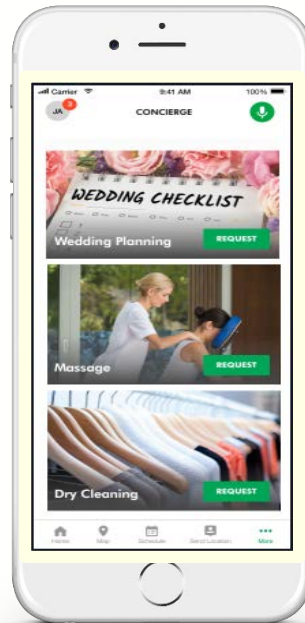 Carrier 9:41 AM 100%
JA 3 CONCIERGE
WEDDING CHECKLIST
Wedding Planning REQUEST
Massage REQUEST
Dry Cleaning REQUEST
Home Map Schedule Send Location More